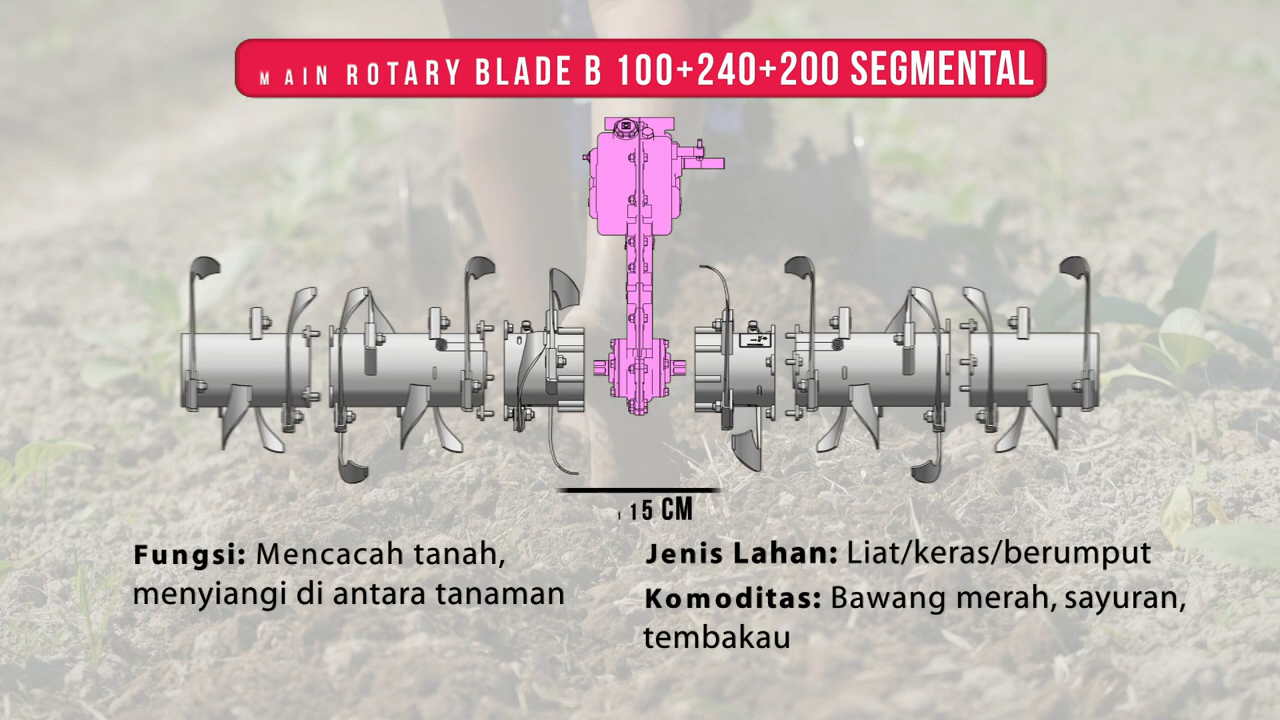 MAIN ROTARY BLADE B 100+240+200 SEGMENTAL
15 CM
Fungsi: Mencacah tanah,
menyiangi di antara tanaman
Jenis Lahan: Liat/keras/berumput
Komoditas: Bawang merah, sayuran,
tembakau